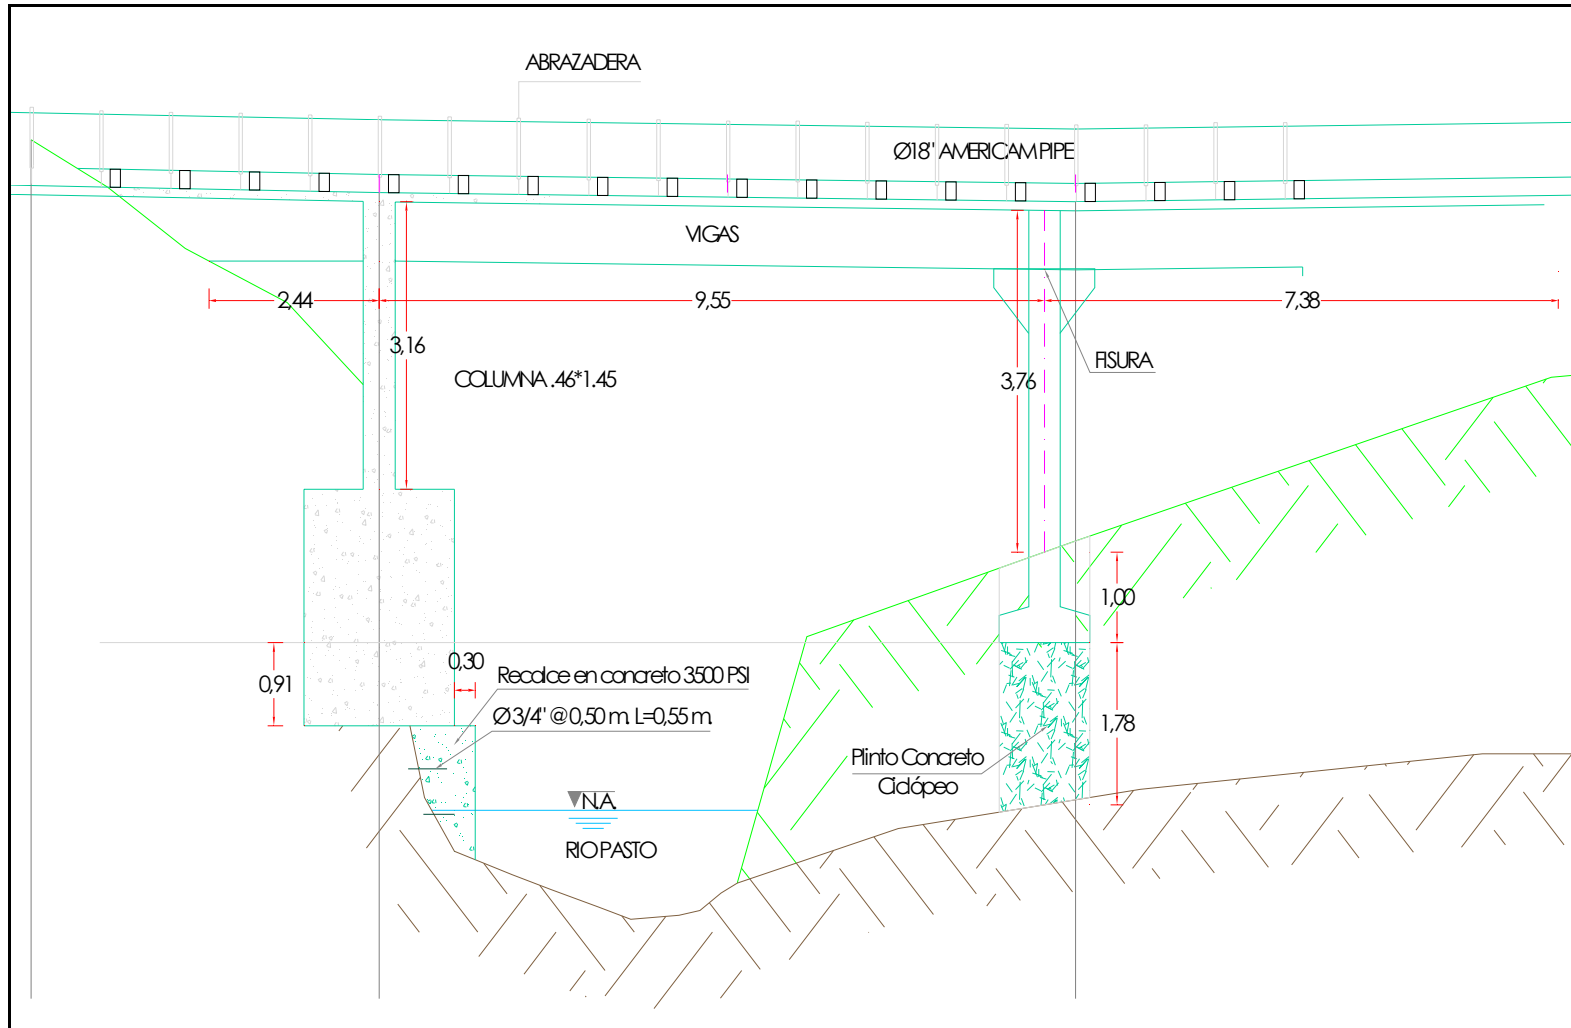 ABRAZADERA
Ø18" AMERICAM PIPE
VIGAS
2,44
9,55
7,38
3,16
FISURA
COLUMNA .46*1.45
3,76
1,00
0,30
Recalce en concreto 3500 PSI
0,91
Ø 3/4" @ 0,50 m. L=0,55 m.
1,78
Plinto Concreto
Ciclópeo
N.A.
RIO PASTO